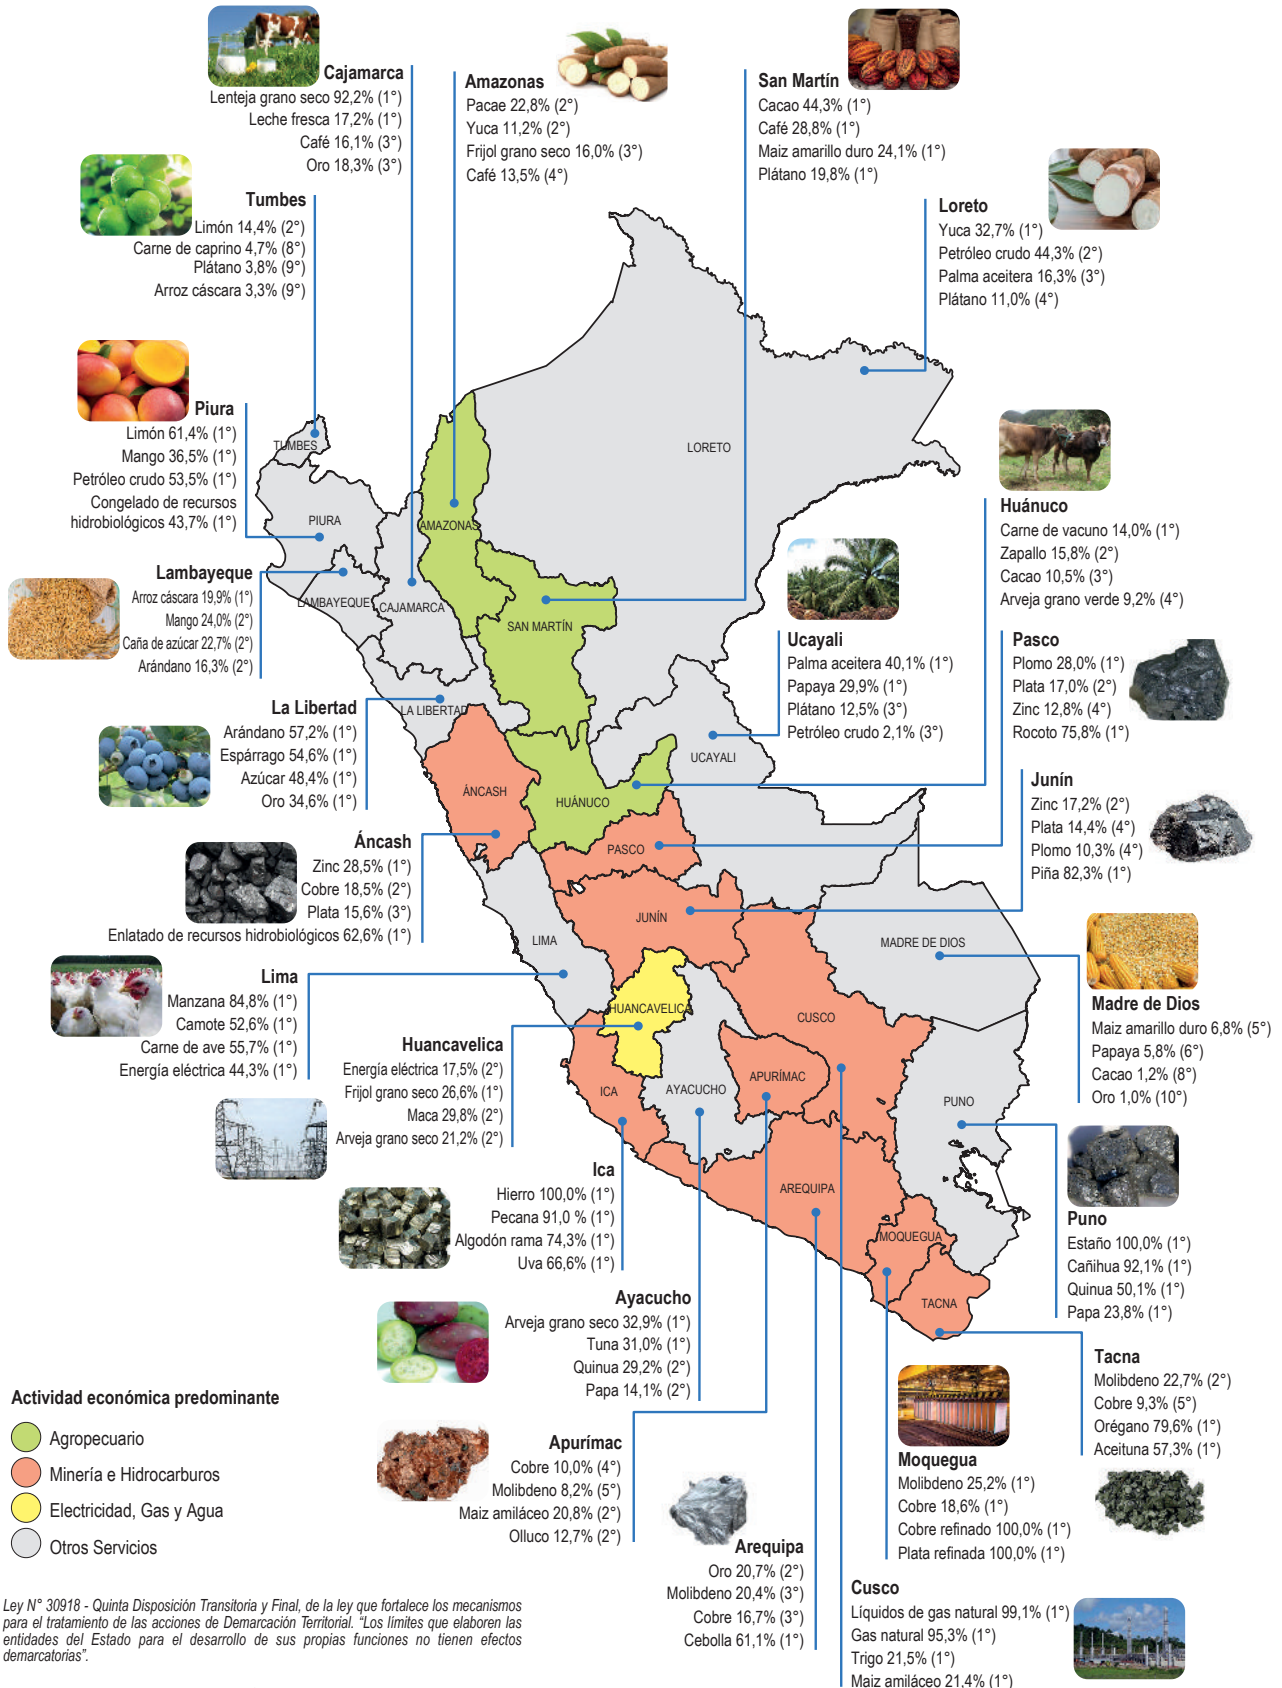 Cajamarca
Lenteja grano seco 92,2% (1°)
Leche fresca 17,2% (1°)
Café 16,1% (3°)
Oro 18,3% (3°)
Amazonas
Pacae 22,8% (2°)
Yuca 11,2% (2°)
Frijol grano seco 16,0% (3°)
Café 13,5% (4°)
San Martín
Cacao 44,3% (1°)
Café 28,8% (1°)
Maiz amarillo duro 24,1% (1°)
Plátano 19,8% (1°)
Loreto
Yuca 32,7% (1°)
Petróleo crudo 44,3% (2°)
Palma aceitera 16,3% (3°)
Plátano 11,0% (4°)
Tumbes
Limón 14,4% (2°)
Carne de caprino 4,7% (8°)
Plátano 3,8% (9°)
Arroz cáscara 3,3% (9°)
Piura
Limón 61,4% (1°)
Mango 36,5% (1°)
Petróleo crudo 53,5% (1°)
Congelado de recursos
hidrobiológicos 43,7% (1°)
Lambayeque
Arroz cáscara 19,9% (1°)
Mango 24,0% (2°)
Caña de azúcar 22,7% (2°)
Arándano 16,3% (2°)
La Libertad
Arándano 57,2% (1°)
Espárrago 54,6% (1°)
Azúcar 48,4% (1°)
Oro 34,6% (1°)
Áncash
Zinc 28,5% (1°)
Cobre 18,5% (2°)
Plata 15,6% (3°)
Enlatado de recursos hidrobiológicos 62,6% (1°)
Lima
Manzana 84,8% (1°)
Camote 52,6% (1°)
Carne de ave 55,7% (1°)
Energía eléctrica 44,3% (1°)
Huancavelica
Energía eléctrica 17,5% (2°)
Frijol grano seco 26,6% (1°)
Maca 29,8% (2°)
Arveja grano seco 21,2% (2°)
Ica
Hierro 100,0% (1°)
Pecana 91,0 % (1°)
Algodón rama 74,3% (1°)
Uva 66,6% (1°)
Ayacucho
Arveja grano seco 32,9% (1°)
Tuna 31,0% (1°)
Quinua 29,2% (2°)
Papa 14,1% (2°)
Apurímac
Cobre 10,0% (4°)
Molibdeno 8,2% (5°)
Maiz amiláceo 20,8% (2°)
Olluco 12,7% (2°)
Arequipa
Oro 20,7% (2°)
Molibdeno 20,4% (3°)
Cobre 16,7% (3°)
Cebolla 61,1% (1°)
Huánuco
Carne de vacuno 14,0% (1°)
Zapallo 15,8% (2°)
Cacao 10,5% (3°)
Arveja grano verde 9,2% (4°)
Ucayali
Palma aceitera 40,1% (1°)
Papaya 29,9% (1°)
Plátano 12,5% (3°)
Petróleo crudo 2,1% (3°)
Pasco
Plomo 28,0% (1°)
Plata 17,0% (2°)
Zinc 12,8% (4°)
Rocoto 75,8% (1°)
Junín
Zinc 17,2% (2°)
Plata 14,4% (4°)
Plomo 10,3% (4°)
Piña 82,3% (1°)
Madre de Dios
Maiz amarillo duro 6,8% (5°)
Papaya 5,8% (6°)
Cacao 1,2% (8°)
Oro 1,0% (10°)
Puno
Estaño 100,0% (1°)
Cañihua 92,1% (1°)
Quinua 50,1% (1°)
Papa 23,8% (1°)
Tacna
Molibdeno 22,7% (2°)
Cobre 9,3% (5°)
Orégano 79,6% (1°)
Aceituna 57,3% (1°)
Moquegua
Molibdeno 25,2% (1°)
Cobre 18,6% (1°)
Cobre refinado 100,0% (1°)
Plata refinada 100,0% (1°)
Cusco
Líquidos de gas natural 99,1% (1°)
Gas natural 95,3% (1°)
Trigo 21,5% (1°)
Maiz amiláceo 21,4% (1°)
TUMBES
PIURA
LAMBAYEQUE
CAJAMARCA
AMAZONAS
LORETO
SAN MARTÍN
LA LIBERTAD
ÁNCASH
HUÁNUCO
UCAYALI
PASCO
JUNÍN
LIMA
MADRE DE DIOS
HUANCAVELICA
CUSCO
ICA
AYACUCHO
APURÍMAC
PUNO
AREQUIPA
MOQUEGUA
TACNA
Actividad económica predominante
Agropecuario
Minería e Hidrocarburos
Electricidad, Gas y Agua
Otros Servicios
Ley N° 30918 - Quinta Disposición Transitoria y Final, de la ley que fortalece los mecanismos
para el tratamiento de las acciones de Demarcación Territorial. “Los límites que elaboren las
entidades del Estado para el desarrollo de sus propias funciones no tienen efectos
demarcatorias”.